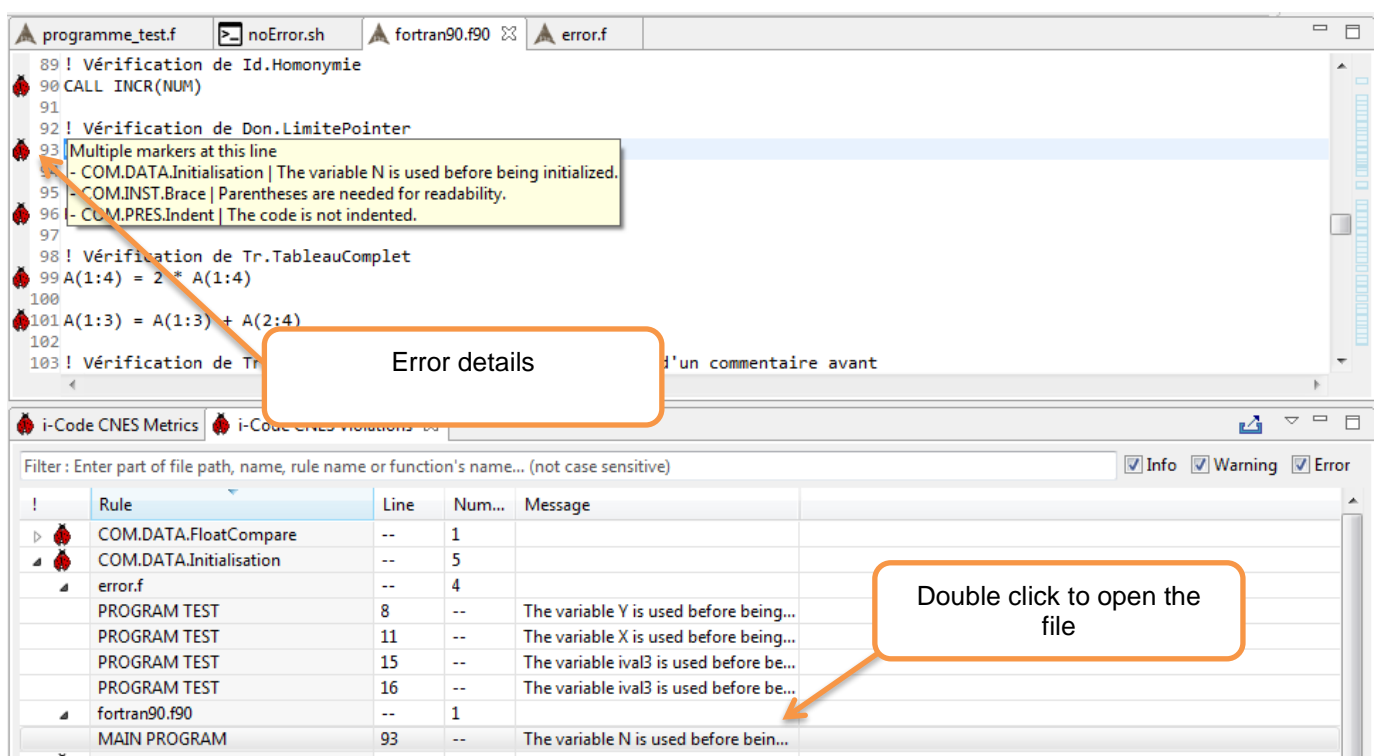 programme_test.f noError.sh fortran90.f90 error.f
89 ! Vérification de Id.Homonymie
90 CALL INCR(NUM)
91
92 ! Vérification de Don.LimitePointer
93 Multiple markers at this line
- COM.DATA.Initialisation | The variable N is used before being initialized.
95 - COM.INST.Brace | Parentheses are needed for readability.
96 - COM.PRES.Indent | The code is not indented.
97
98 ! Vérification de Tr.TableauComplet
99 A(1:4) = 2 * A(1:4)
100
101 A(1:3) = A(1:3) + A(2:4)
102
103 ! Vérification de d'un commentaire avant
Error details
i-Code CNES Metrics i-Code CNES Violations
Filter : Enter part of file path, name, rule name or function's name... (not case sensitive) Info Warning Error
! Rule Line Num... Message
COM.DATA.FloatCompare -- 1
COM.DATA.Initialisation -- 5
error.f -- 4
PROGRAM TEST 8 -- The variable Y is used before being...
PROGRAM TEST 11 -- The variable X is used before being...
PROGRAM TEST 15 -- The variable ival3 is used before be...
PROGRAM TEST 16 -- The variable ival3 is used before be...
fortran90.f90 -- 1
MAIN PROGRAM 93 -- The variable N is used before bein...
Double click to open the
file